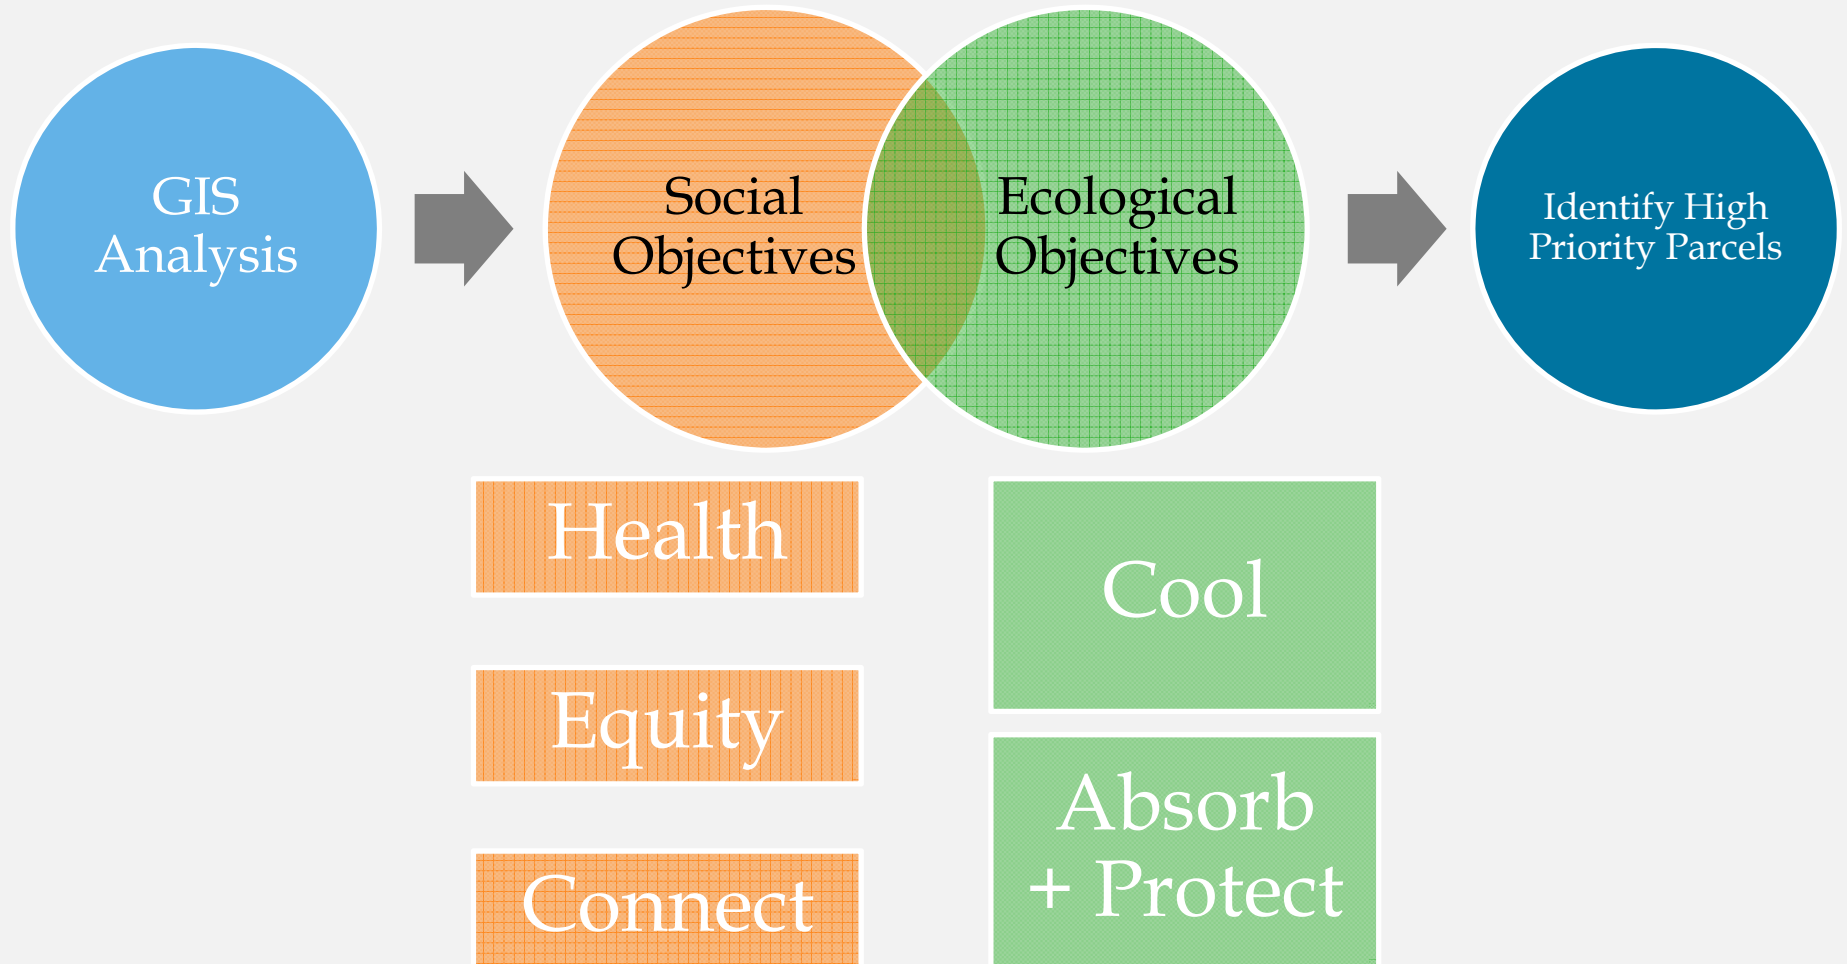 GIS
Analysis
Social
Objectives
Ecological
Objectives
Identify High
Priority Parcels
Health
Equity
Connect
Cool
Absorb
+ Protect